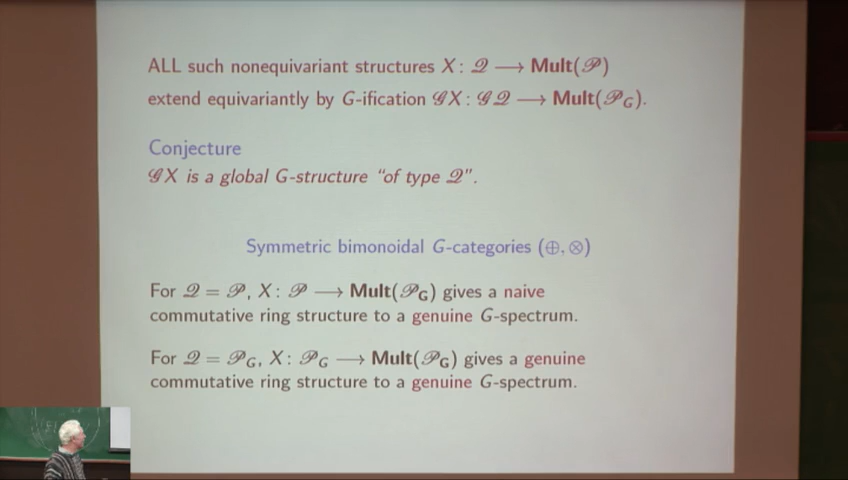 ALL such nonequivariant structures X: 𝒬 ⟶ Mult(𝒫)
extend equivariantly by G-ification 𝒢X: 𝒢𝒬 ⟶ Mult(𝒫_G).
Conjecture
𝒢X is a global G-structure "of type 𝒬".
Symmetric bimonoidal G-categories (⊕,⊗)
For 𝒬 = 𝒫, X: 𝒫 ⟶ Mult(𝒫_G) gives a naive
commutative ring structure to a genuine G-spectrum.
For 𝒬 = 𝒫_G, X: 𝒫_G ⟶ Mult(𝒫_G) gives a genuine
commutative ring structure to a genuine G-spectrum.